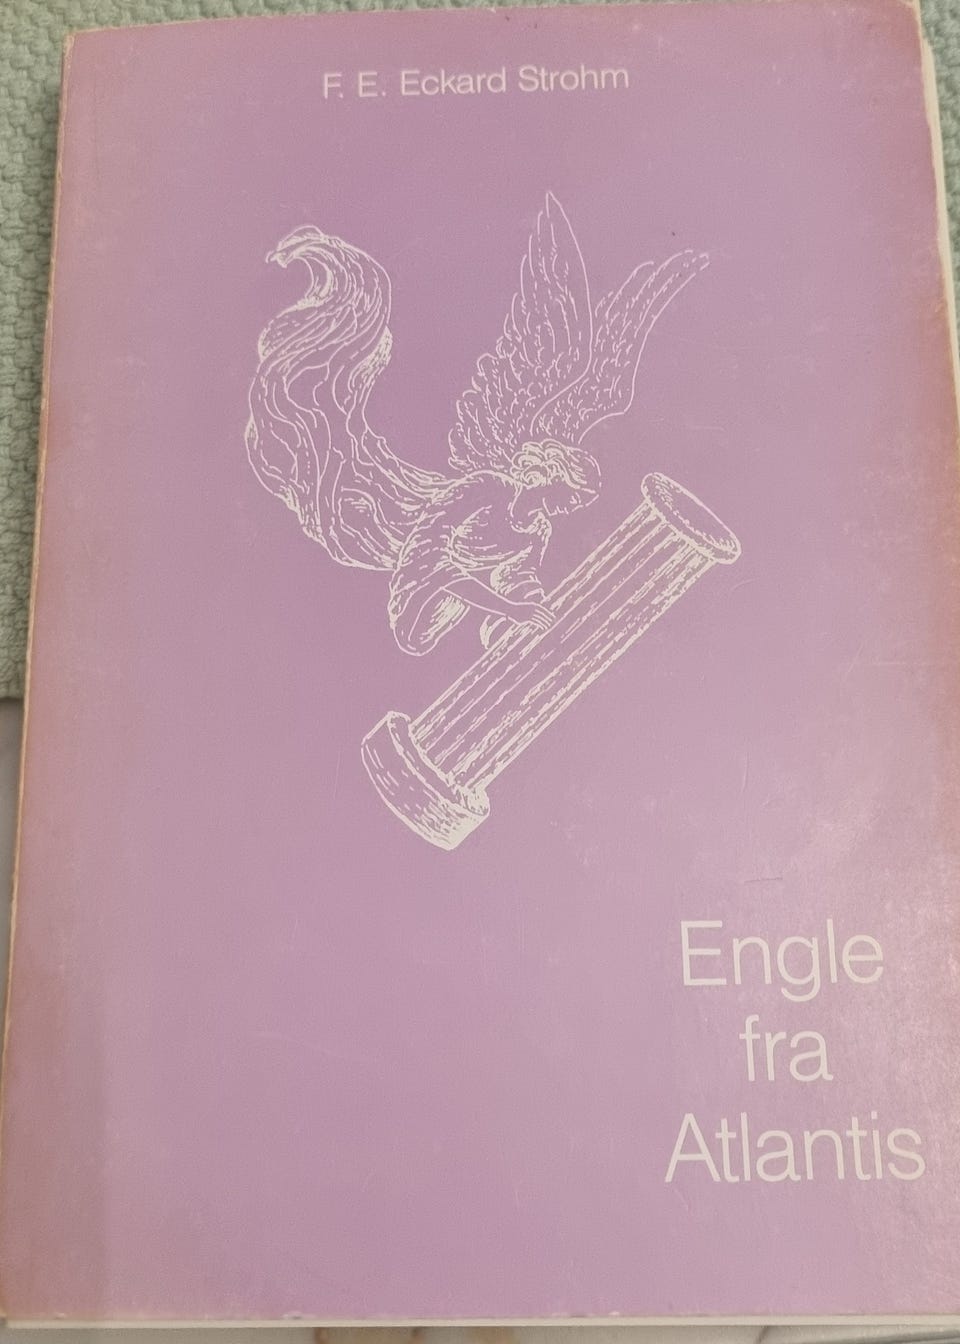 F. E. Eckard Strohm
Engle
fra
Atlantis